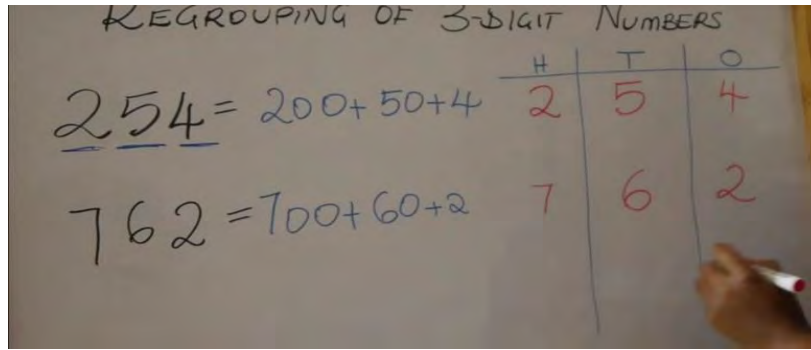 REGROUPING OF 3-DIGIT NUMBERS
H T O
254 = 200+50+4 2 5 4
762 = 700+60+2 7 6 2